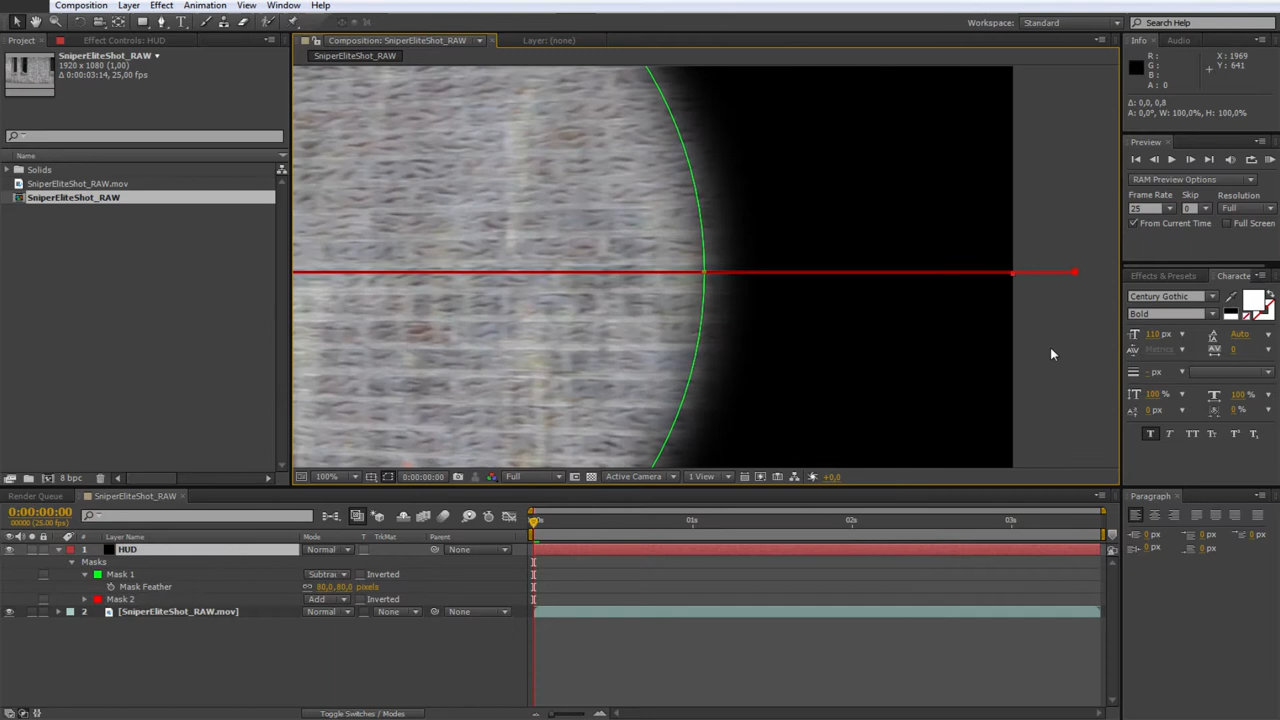 Composition Layer Effect Animation View Window Help
Workspace: Standard Search Help
Project Effect Controls: HUD Composition: SniperEliteShot_RAW Layer: (none) Info Audio
SniperEliteShot_RAW
1920 x 1080 (1,00)
Δ 0:00:03:14, 25,00 fps
SniperEliteShot_RAW
R :
G :
B :
A : 0
X : 1969
Y : 641
Δ: 0,0, 0,8
A: 0,0°, W: 100,0%, H: 100,0%
Name
Solids
SniperEliteShot_RAW.mov
SniperEliteShot_RAW
Preview
RAM Preview Options
Frame Rate Skip Resolution
25 0 Full
From Current Time Full Screen
Effects & Presets Characte
Century Gothic
Bold
110 px Auto
Metrics 0
- px
100 % 100 %
0 px 0 %
T T TT Tт T¹ T₁
8 bpc
100% 0:00:00:00 Full Active Camera 1 View +0,0
Render Queue SniperEliteShot_RAW
0:00:00:00
00000 (25.00 fps)
# Layer Name Mode T TrkMat Parent
1 HUD Normal None
Masks
Mask 1 Subtrac Inverted
Mask Feather 80,0,80,0 pixels
Mask 2 Add Inverted
2 [SniperEliteShot_RAW.mov] Normal None None
01s 02s 03s
Toggle Switches / Modes
Paragraph
0 px 0 px 0 px
0 px 0 px